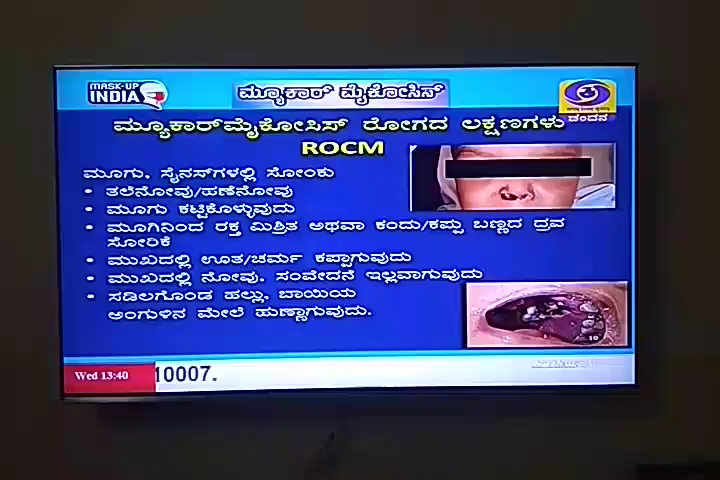 MASK-UP
INDIA
ಮ್ಯೂಕಾರ್ ಮೈಕೋಸಿಸ್
ಚಂದನ
ಮ್ಯೂಕಾರ್‌ಮೈಕೋಸಿಸ್ ರೋಗದ ಲಕ್ಷಣಗಳು
ROCM
ಮೂಗು, ಸೈನಸ್‌ಗಳಲ್ಲಿ ಸೋಂಕು
• ತಲೆನೋವು/ಹಣೆನೋವು
• ಮೂಗು ಕಟ್ಟಿಕೊಳ್ಳುವುದು
• ಮೂಗಿನಿಂದ ರಕ್ತ ಮಿಶ್ರಿತ ಅಥವಾ ಕಂದು/ಕಪ್ಪು ಬಣ್ಣದ ದ್ರವ
ಸೋರಿಕೆ
• ಮುಖದಲ್ಲಿ ಊತ/ಚರ್ಮ ಕಪ್ಪಾಗುವುದು
• ಮುಖದಲ್ಲಿ ನೋವು, ಸಂವೇದನೆ ಇಲ್ಲವಾಗುವುದು
• ಸಡಿಲಗೊಂಡ ಹಲ್ಲು, ಬಾಯಿಯ
ಅಂಗುಳಿನ ಮೇಲೆ ಹುಣ್ಣಾಗುವುದು.
10
Wed 13:40
10007.